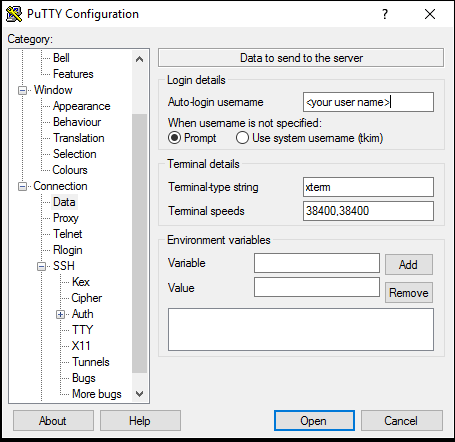 PuTTY Configuration
?
Category:
Bell
Features
Window
Appearance
Behaviour
Translation
Selection
Colours
Connection
Data
Proxy
Telnet
Rlogin
SSH
Kex
Cipher
Auth
TTY
X11
Tunnels
Bugs
More bugs
Data to send to the server
Login details
Auto-login username <your user name>
When username is not specified:
Prompt Use system username (tkim)
Terminal details
Terminal-type string xterm
Terminal speeds 38400,38400
Environment variables
Variable Add
Value Remove
About Help Open Cancel